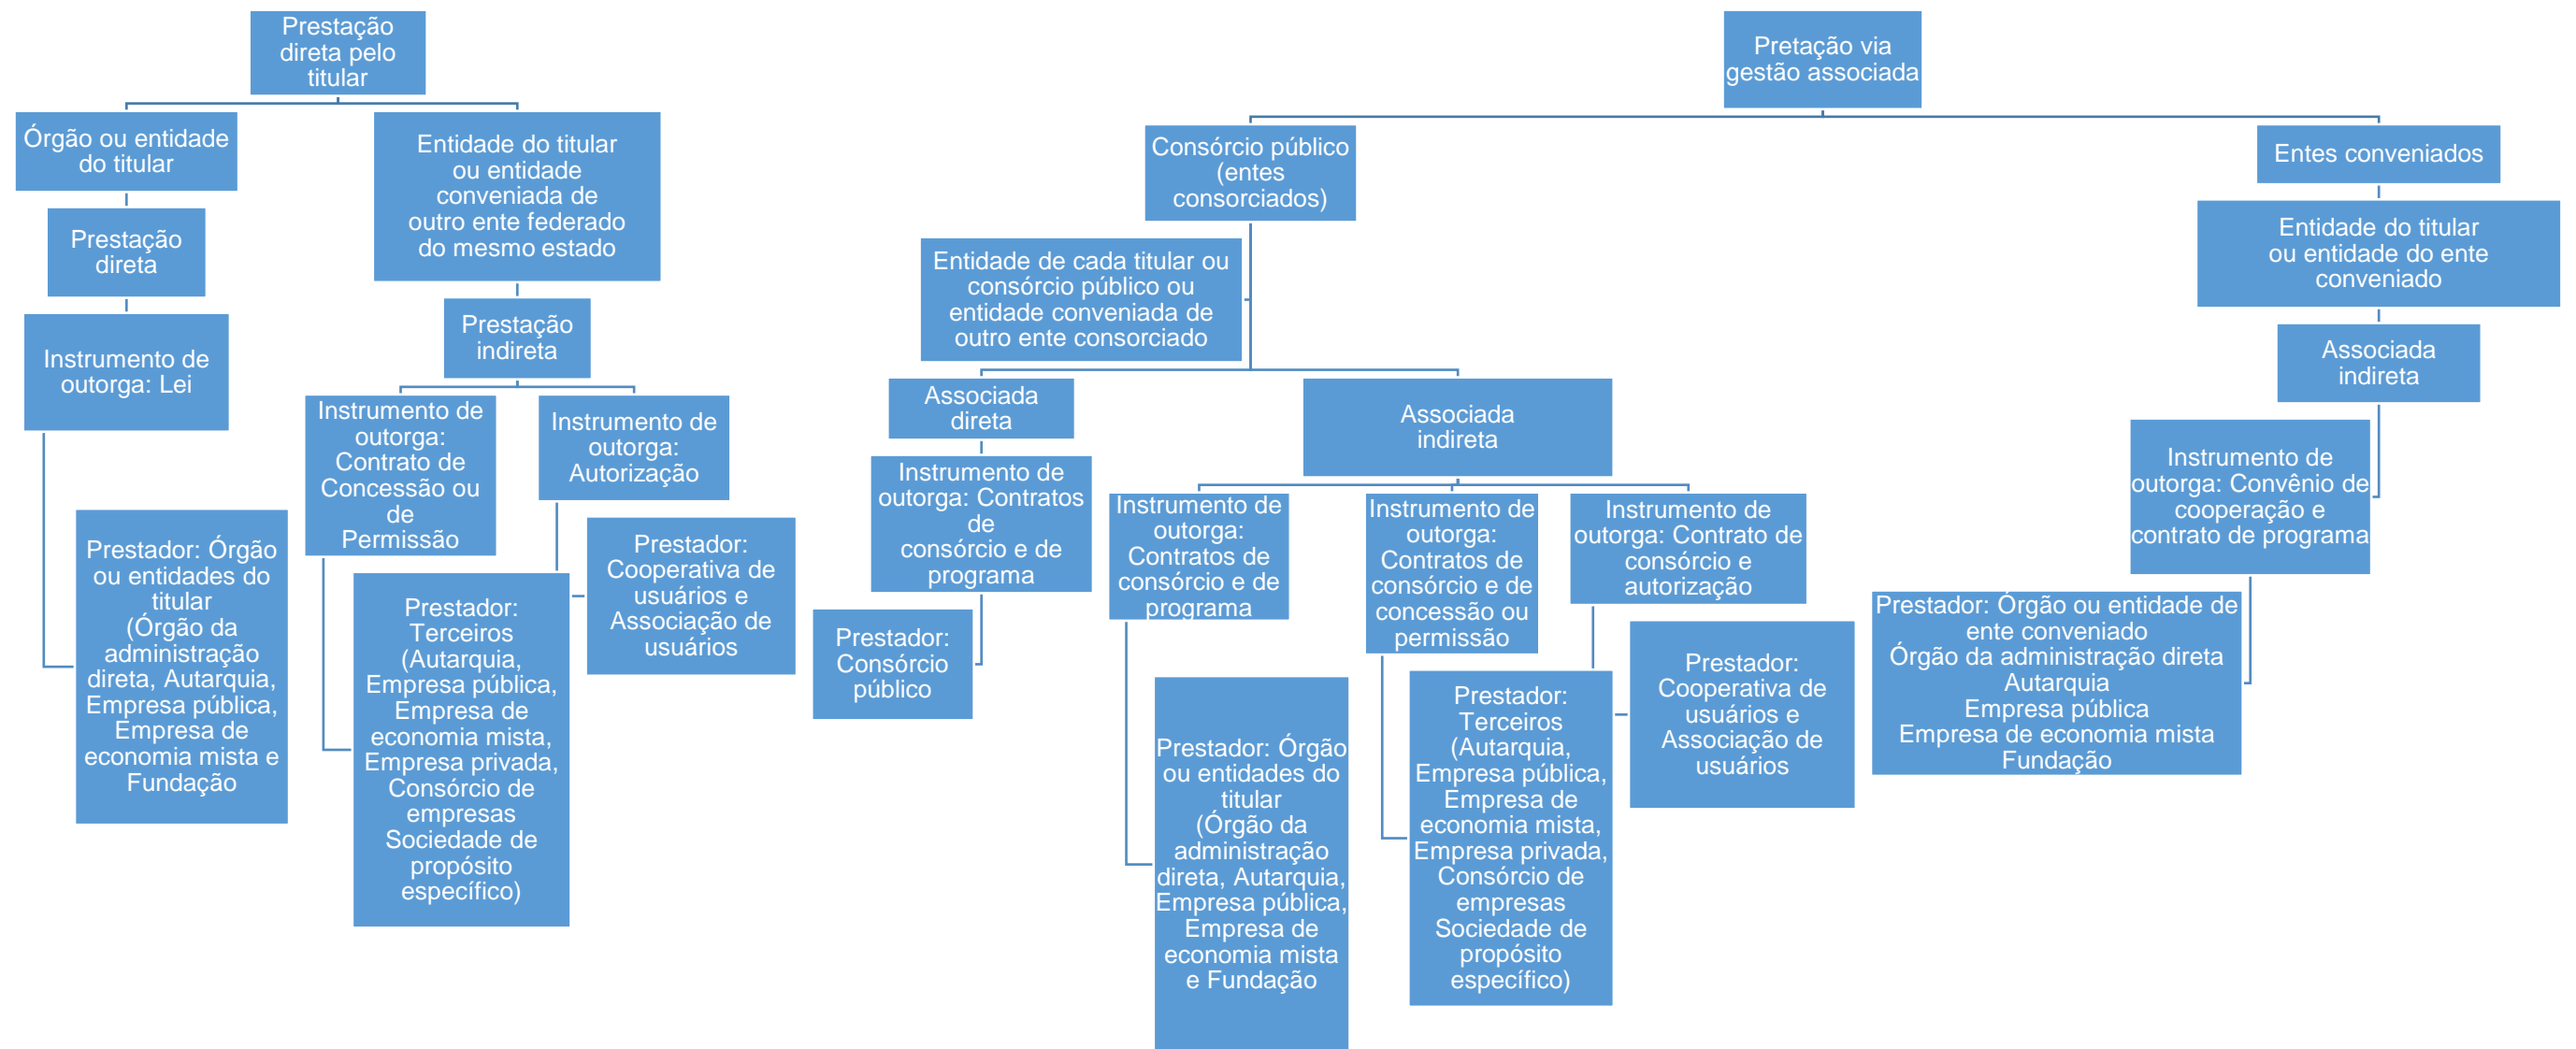 Prestação
direta pelo
titular
Órgão ou entidade
do titular
Prestação
direta
Instrumento de
outorga: Lei
Prestador: Órgão
ou entidades do
titular
(Órgão da
administração
direta, Autarquia,
Empresa pública,
Empresa de
economia mista e
Fundação
Entidade do titular
ou entidade
conveniada de
outro ente federado
do mesmo estado
Prestação
indireta
Instrumento de
outorga:
Contrato de
Concessão ou
de
Permissão
Prestador:
Terceiros
(Autarquia,
Empresa pública,
Empresa de
economia mista,
Empresa privada,
Consórcio de
empresas
Sociedade de
propósito
específico)
Instrumento de
outorga:
Autorização
Prestador:
Cooperativa de
usuários e
Associação de
usuários
Pretação via
gestão associada
Consórcio público
(entes
consorciados)
Entidade de cada titular ou
consórcio público ou
entidade conveniada de
outro ente consorciado
Associada
direta
Instrumento de
outorga: Contratos
de
consórcio e de
programa
Prestador:
Consórcio
público
Associada
indireta
Instrumento de
outorga:
Contratos de
consórcio e de
programa
Prestador: Órgão
ou entidades do
titular
(Órgão da
administração
direta, Autarquia,
Empresa pública,
Empresa de
economia mista
e Fundação
Instrumento de
outorga:
Contratos de
consórcio e de
concessão ou
permissão
Prestador:
Terceiros
(Autarquia,
Empresa pública,
Empresa de
economia mista,
Empresa privada,
Consórcio de
empresas
Sociedade de
propósito
específico)
Instrumento de
outorga: Contrato de
consórcio e
autorização
Prestador:
Cooperativa de
usuários e
Associação de
usuários
Entes conveniados
Entidade do titular
ou entidade do ente
conveniado
Associada
indireta
Instrumento de
outorga: Convênio de
cooperação e
contrato de programa
Prestador: Órgão ou entidade de
ente conveniado
Órgão da administração direta
Autarquia
Empresa pública
Empresa de economia mista
Fundação